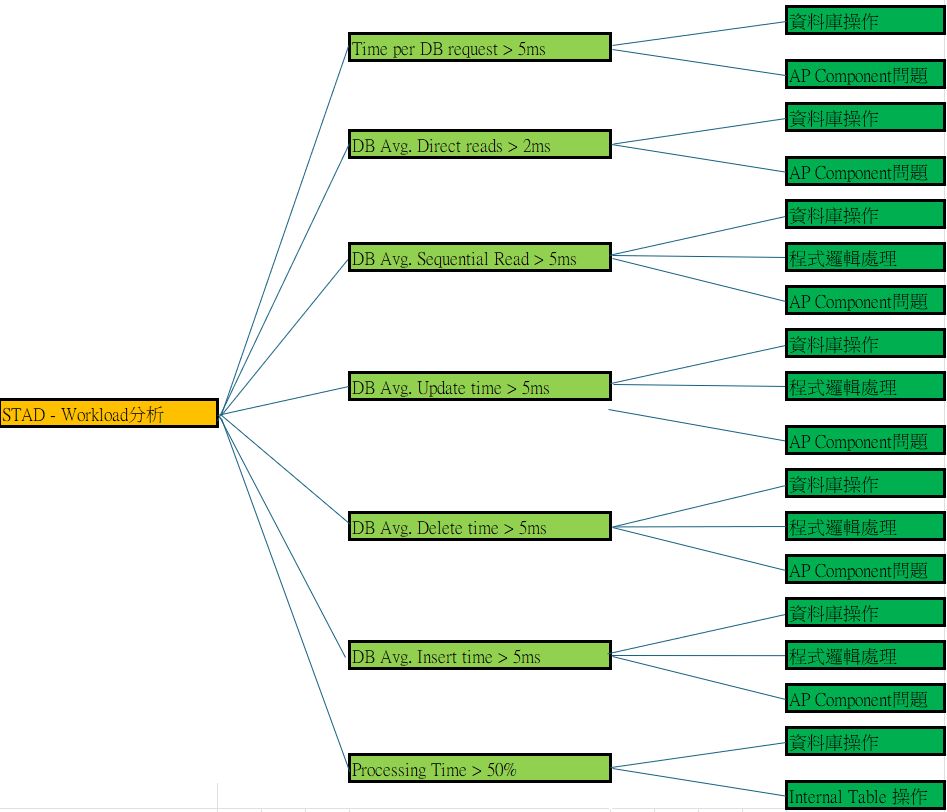 STAD - Workload分析
Time per DB request > 5ms
資料庫操作
AP Component問題
DB Avg. Direct reads > 2ms
資料庫操作
AP Component問題
DB Avg. Sequential Read > 5ms
資料庫操作
程式邏輯處理
AP Component問題
DB Avg. Update time > 5ms
資料庫操作
程式邏輯處理
AP Component問題
DB Avg. Delete time > 5ms
資料庫操作
程式邏輯處理
AP Component問題
DB Avg. Insert time > 5ms
資料庫操作
程式邏輯處理
AP Component問題
Processing Time > 50%
資料庫操作
Internal Table 操作